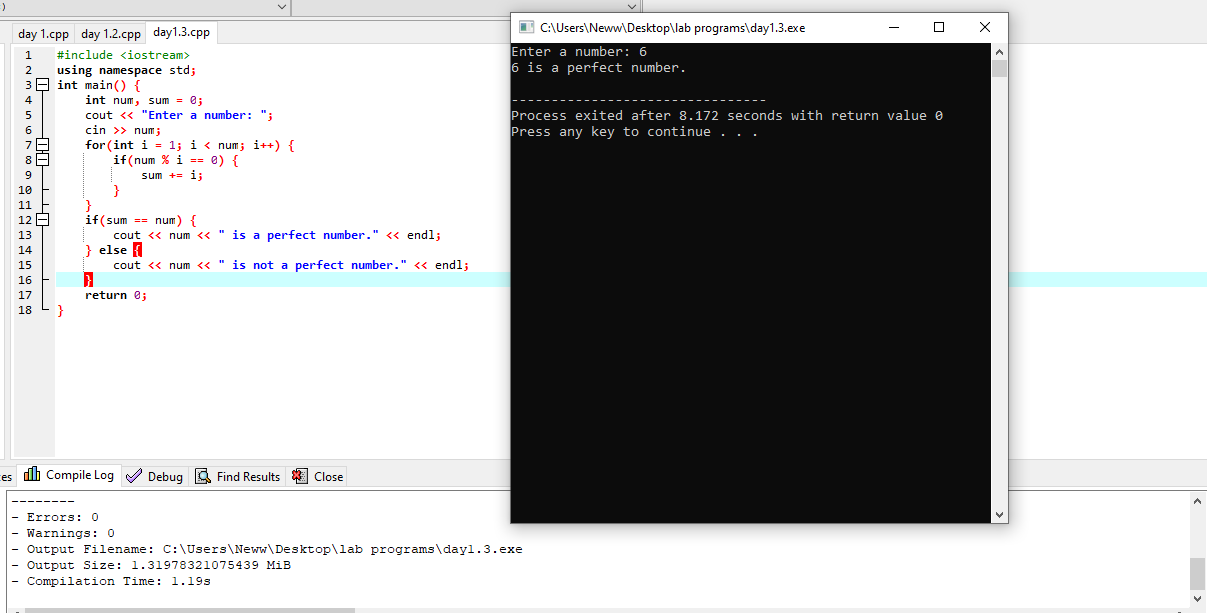 )
day 1.cpp day 1.2.cpp day1.3.cpp
1 #include <iostream>
2 using namespace std;
3 int main() {
4 int num, sum = 0;
5 cout << "Enter a number: ";
6 cin >> num;
7 for(int i = 1; i < num; i++) {
8 if(num % i == 0) {
9 sum += i;
10 }
11 }
12 if(sum == num) {
13 cout << num << " is a perfect number." << endl;
14 } else {
15 cout << num << " is not a perfect number." << endl;
16 }
17 return 0;
18 }
C:\Users\Neww\Desktop\lab programs\day1.3.exe
Enter a number: 6
6 is a perfect number.
--------------------------------
Process exited after 8.172 seconds with return value 0
Press any key to continue . . .
es Compile Log Debug Find Results Close
--------
- Errors: 0
- Warnings: 0
- Output Filename: C:\Users\Neww\Desktop\lab programs\day1.3.exe
- Output Size: 1.31978321075439 MiB
- Compilation Time: 1.19s